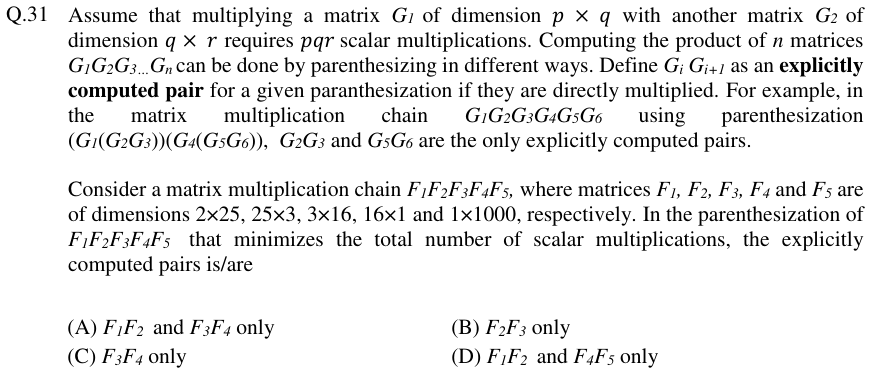 Q.31 Assume that multiplying a matrix G1 of dimension p × q with another matrix G2 of
dimension q × r requires pqr scalar multiplications. Computing the product of n matrices
G1G2G3…Gn can be done by parenthesizing in different ways. Define Gi Gi+1 as an explicitly
computed pair for a given paranthesization if they are directly multiplied. For example, in
the matrix multiplication chain G1G2G3G4G5G6 using parenthesization
(G1(G2G3))(G4(G5G6)), G2G3 and G5G6 are the only explicitly computed pairs.
Consider a matrix multiplication chain F1F2F3F4F5, where matrices F1, F2, F3, F4 and F5 are
of dimensions 2×25, 25×3, 3×16, 16×1 and 1×1000, respectively. In the parenthesization of
F1F2F3F4F5 that minimizes the total number of scalar multiplications, the explicitly
computed pairs is/are
(A) F1F2 and F3F4 only (B) F2F3 only
(C) F3F4 only (D) F1F2 and F4F5 only